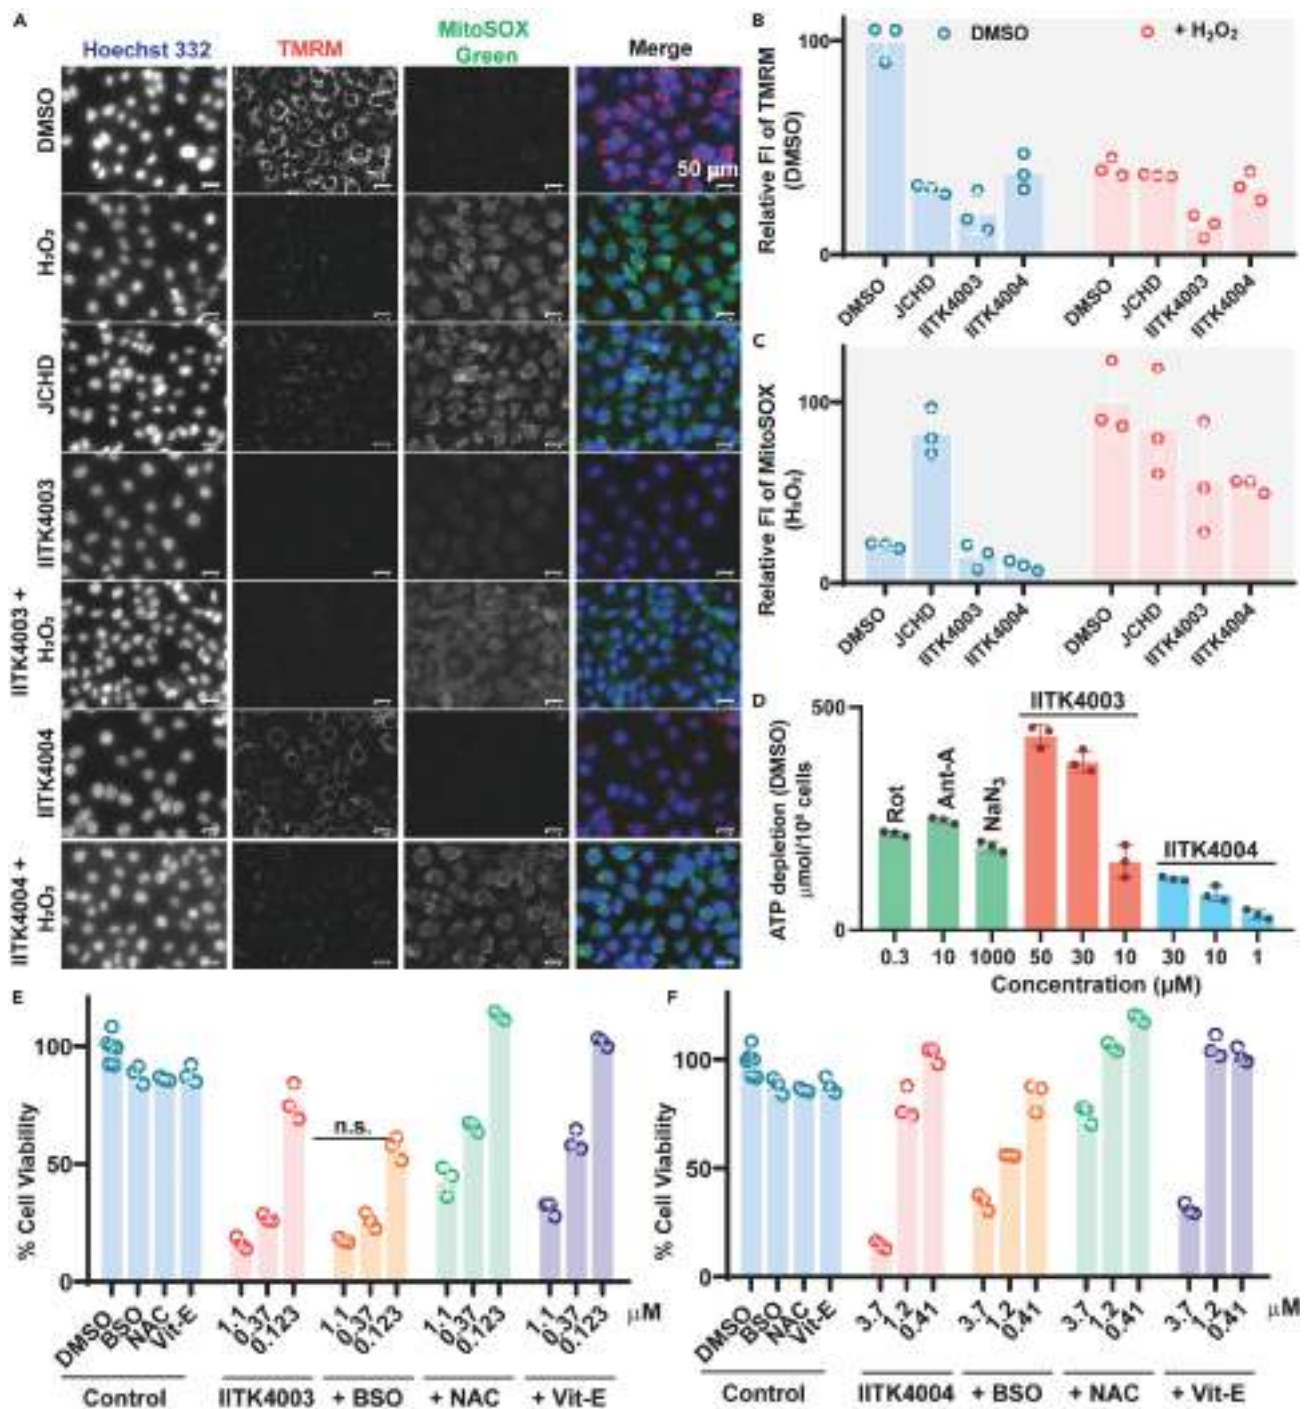 A
Hoechst 332
TMRM
MitoSOX
Green
Merge
DMSO
50 µm
H₂O₂
JCHD
IITK4003
IITK4003 +
H₂O₂
IITK4004
IITK4004 +
H₂O₂
B
DMSO
+ H₂O₂
Relative FI of TMRM
(DMSO)
100
0
DMSO
JCHD
IITK4003
IITK4004
DMSO
JCHD
IITK4003
IITK4004
C
Relative FI of MitoSOX
(H₂O₂)
100
0
DMSO
JCHD
IITK4003
IITK4004
DMSO
JCHD
IITK4003
IITK4004
D
IITK4003
IITK4004
ATP depletion (DMSO)
µmol/10⁶ cells
500
0
Rot
Ant-A
NaN₃
0.3 10 1000 50 30 10 30 10 1
Concentration (µM)
E
% Cell Viability
100
50
0
n.s.
DMSO
BSO
NAC
Vit-E
1.1
0.37
0.123
1.1
0.37
0.123
1.1
0.37
0.123
1.1
0.37
0.123
µM
Control IITK4003 + BSO + NAC + Vit-E
F
% Cell Viability
100
50
0
DMSO
BSO
NAC
Vit-E
3.7
1.2
0.41
3.7
1.2
0.41
3.7
1.2
0.41
3.7
1.2
0.41
µM
Control IITK4004 + BSO + NAC + Vit-E